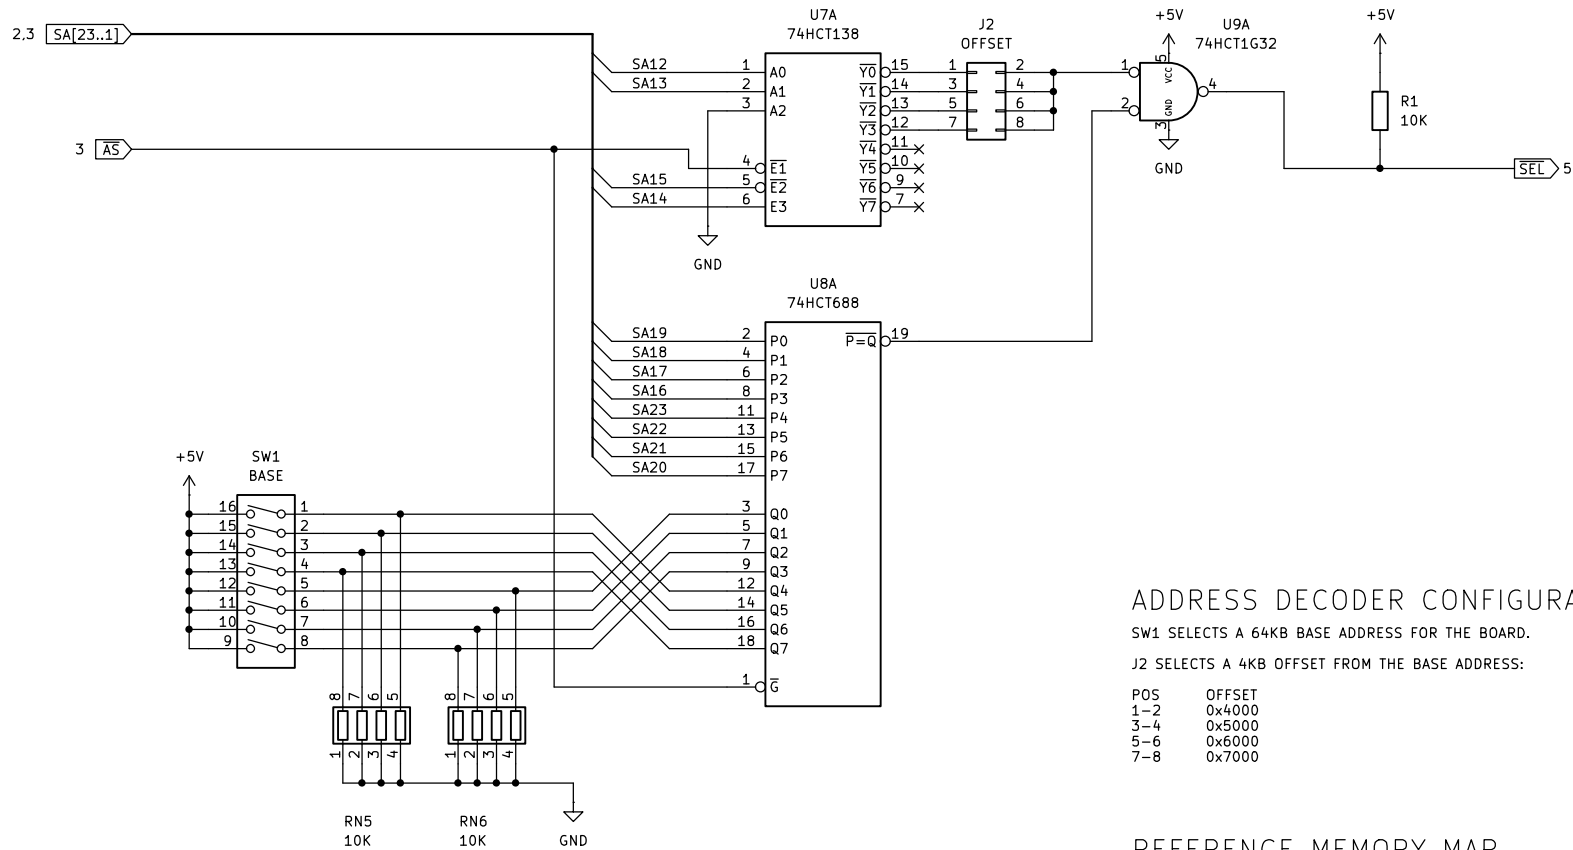 2,3 SA[23..1]
3 AS
U7A
74HCT138
SA12 1 A0
SA13 2 A1
3 A2
4 E1
SA15 5 E2
SA14 6 E3
Y0 15
Y1 14
Y2 13
Y3 12
Y4 11
Y5 10
Y6 9
Y7 7
GND
J2
OFFSET
1 2
3 4
5 6
7 8
+5V
U9A
74HCT1G32
1
2
5
VCC
GND
3
4
GND
+5V
R1
10K
SEL 5
U8A
74HCT688
SA19 2 P0
SA18 4 P1
SA17 6 P2
SA16 8 P3
SA23 11 P4
SA22 13 P5
SA21 15 P6
SA20 17 P7
3 Q0
5 Q1
7 Q2
9 Q3
12 Q4
14 Q5
16 Q6
18 Q7
1 G
P=Q 19
+5V
SW1
BASE
16 1
15 2
14 3
13 4
12 5
11 6
10 7
9 8
8 7 6 5
1 2 3 4
RN5
10K
8 7 6 5
1 2 3 4
RN6
10K
GND
ADDRESS DECODER CONFIGURA
SW1 SELECTS A 64KB BASE ADDRESS FOR THE BOARD.
J2 SELECTS A 4KB OFFSET FROM THE BASE ADDRESS:
POS OFFSET
1-2 0x4000
3-4 0x5000
5-6 0x6000
7-8 0x7000
REFERENCE MEMORY MAP